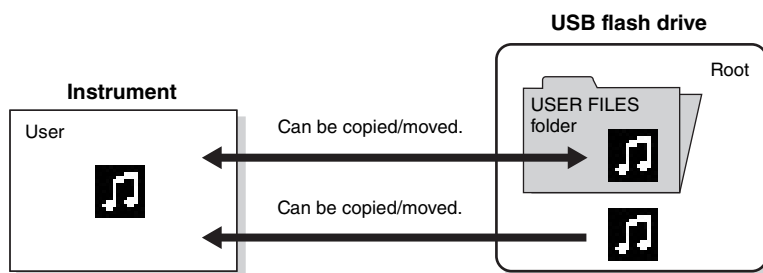 USB flash drive
Root
Instrument
USER FILES
folder
User
Can be copied/moved.
Can be copied/moved.